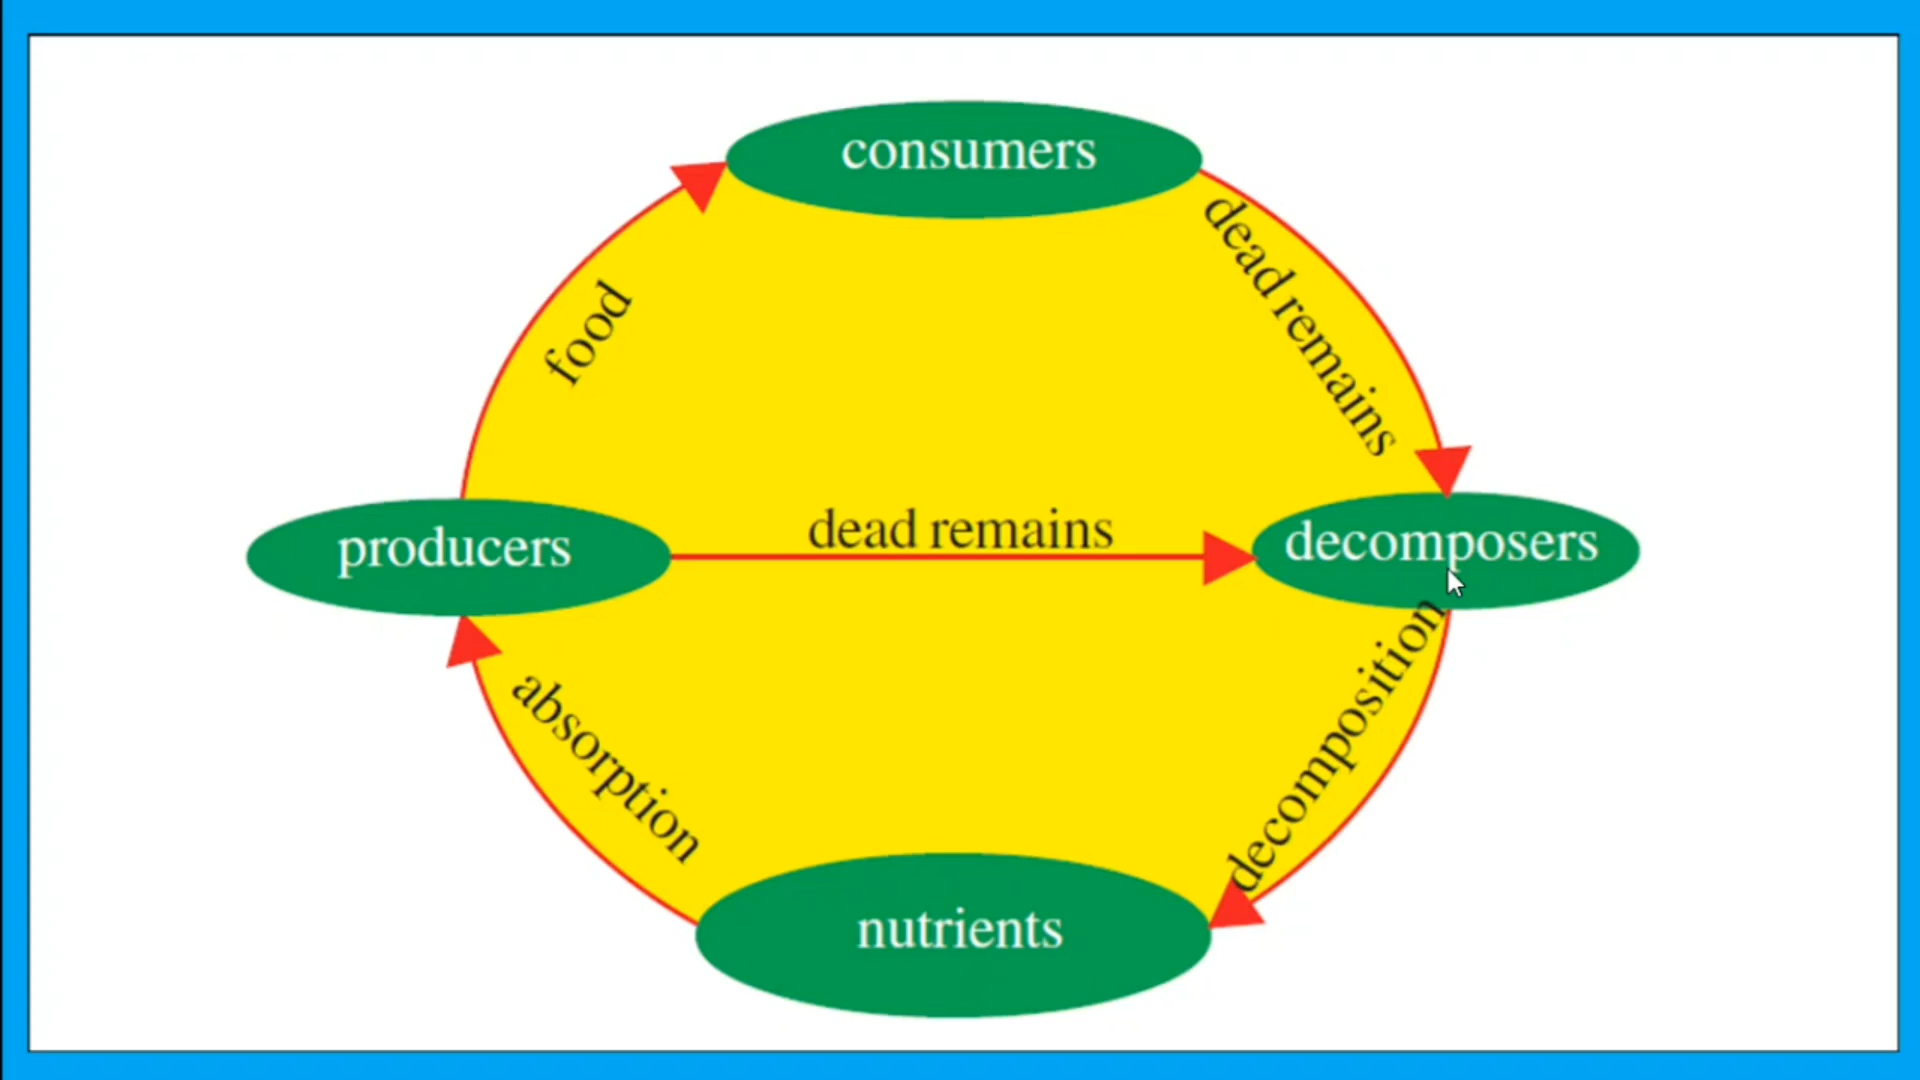 consumers
food
dead remains
producers
dead remains
decomposers
absorption
decomposition
nutrients